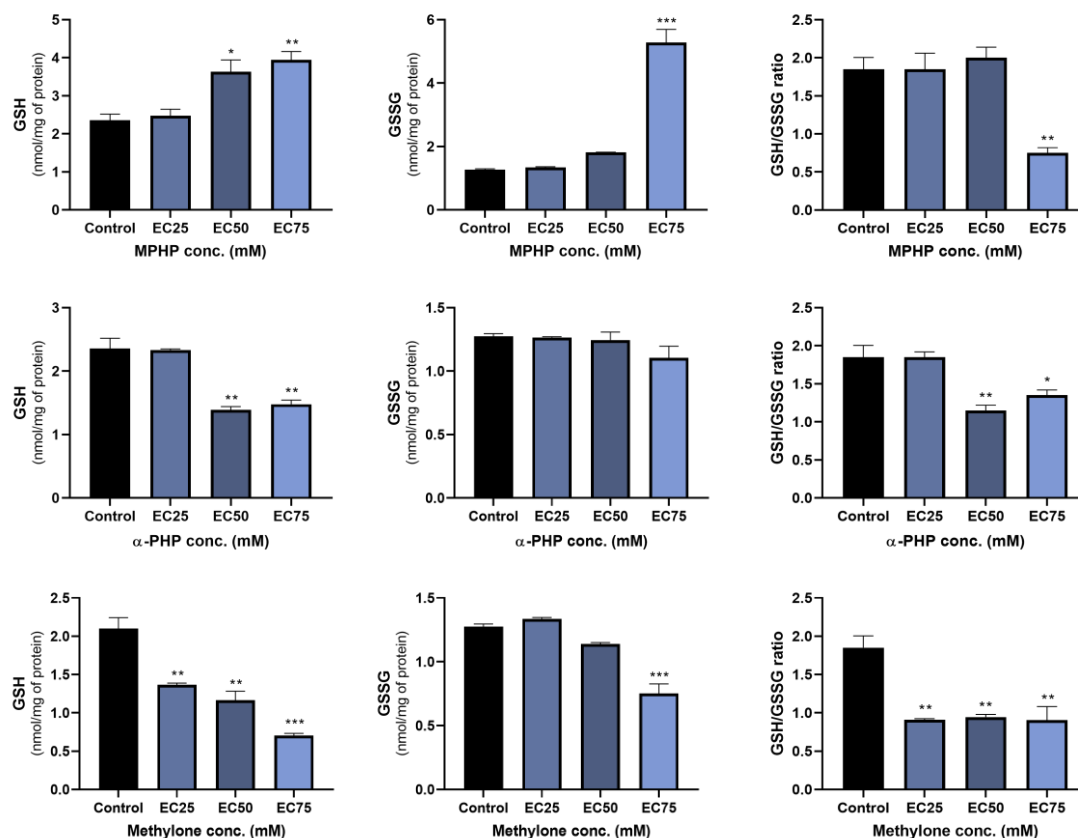 GSH
(nmol/mg of protein)
5
4
3
2
1
0
* **
Control EC25 EC50 EC75
MPHP conc. (mM)
GSSG
(nmol/mg of protein)
6
4
2
0
***
Control EC25 EC50 EC75
MPHP conc. (mM)
GSH/GSSG ratio
2.5
2.0
1.5
1.0
0.5
0.0
**
Control EC25 EC50 EC75
MPHP conc. (mM)
GSH
(nmol/mg of protein)
3
2
1
0
** **
Control EC25 EC50 EC75
α-PHP conc. (mM)
GSSG
(nmol/mg of protein)
1.5
1.0
0.5
0.0
Control EC25 EC50 EC75
α-PHP conc. (mM)
GSH/GSSG ratio
2.5
2.0
1.5
1.0
0.5
0.0
** *
Control EC25 EC50 EC75
α-PHP conc. (mM)
GSH
(nmol/mg of protein)
2.5
2.0
1.5
1.0
0.5
0.0
** ** ***
Control EC25 EC50 EC75
Methylone conc. (mM)
GSSG
(nmol/mg of protein)
1.5
1.0
0.5
0.0
***
Control EC25 EC50 EC75
Methylone conc. (mM)
GSH/GSSG ratio
2.5
2.0
1.5
1.0
0.5
0.0
** ** **
Control EC25 EC50 EC75
Methylone conc. (mM)